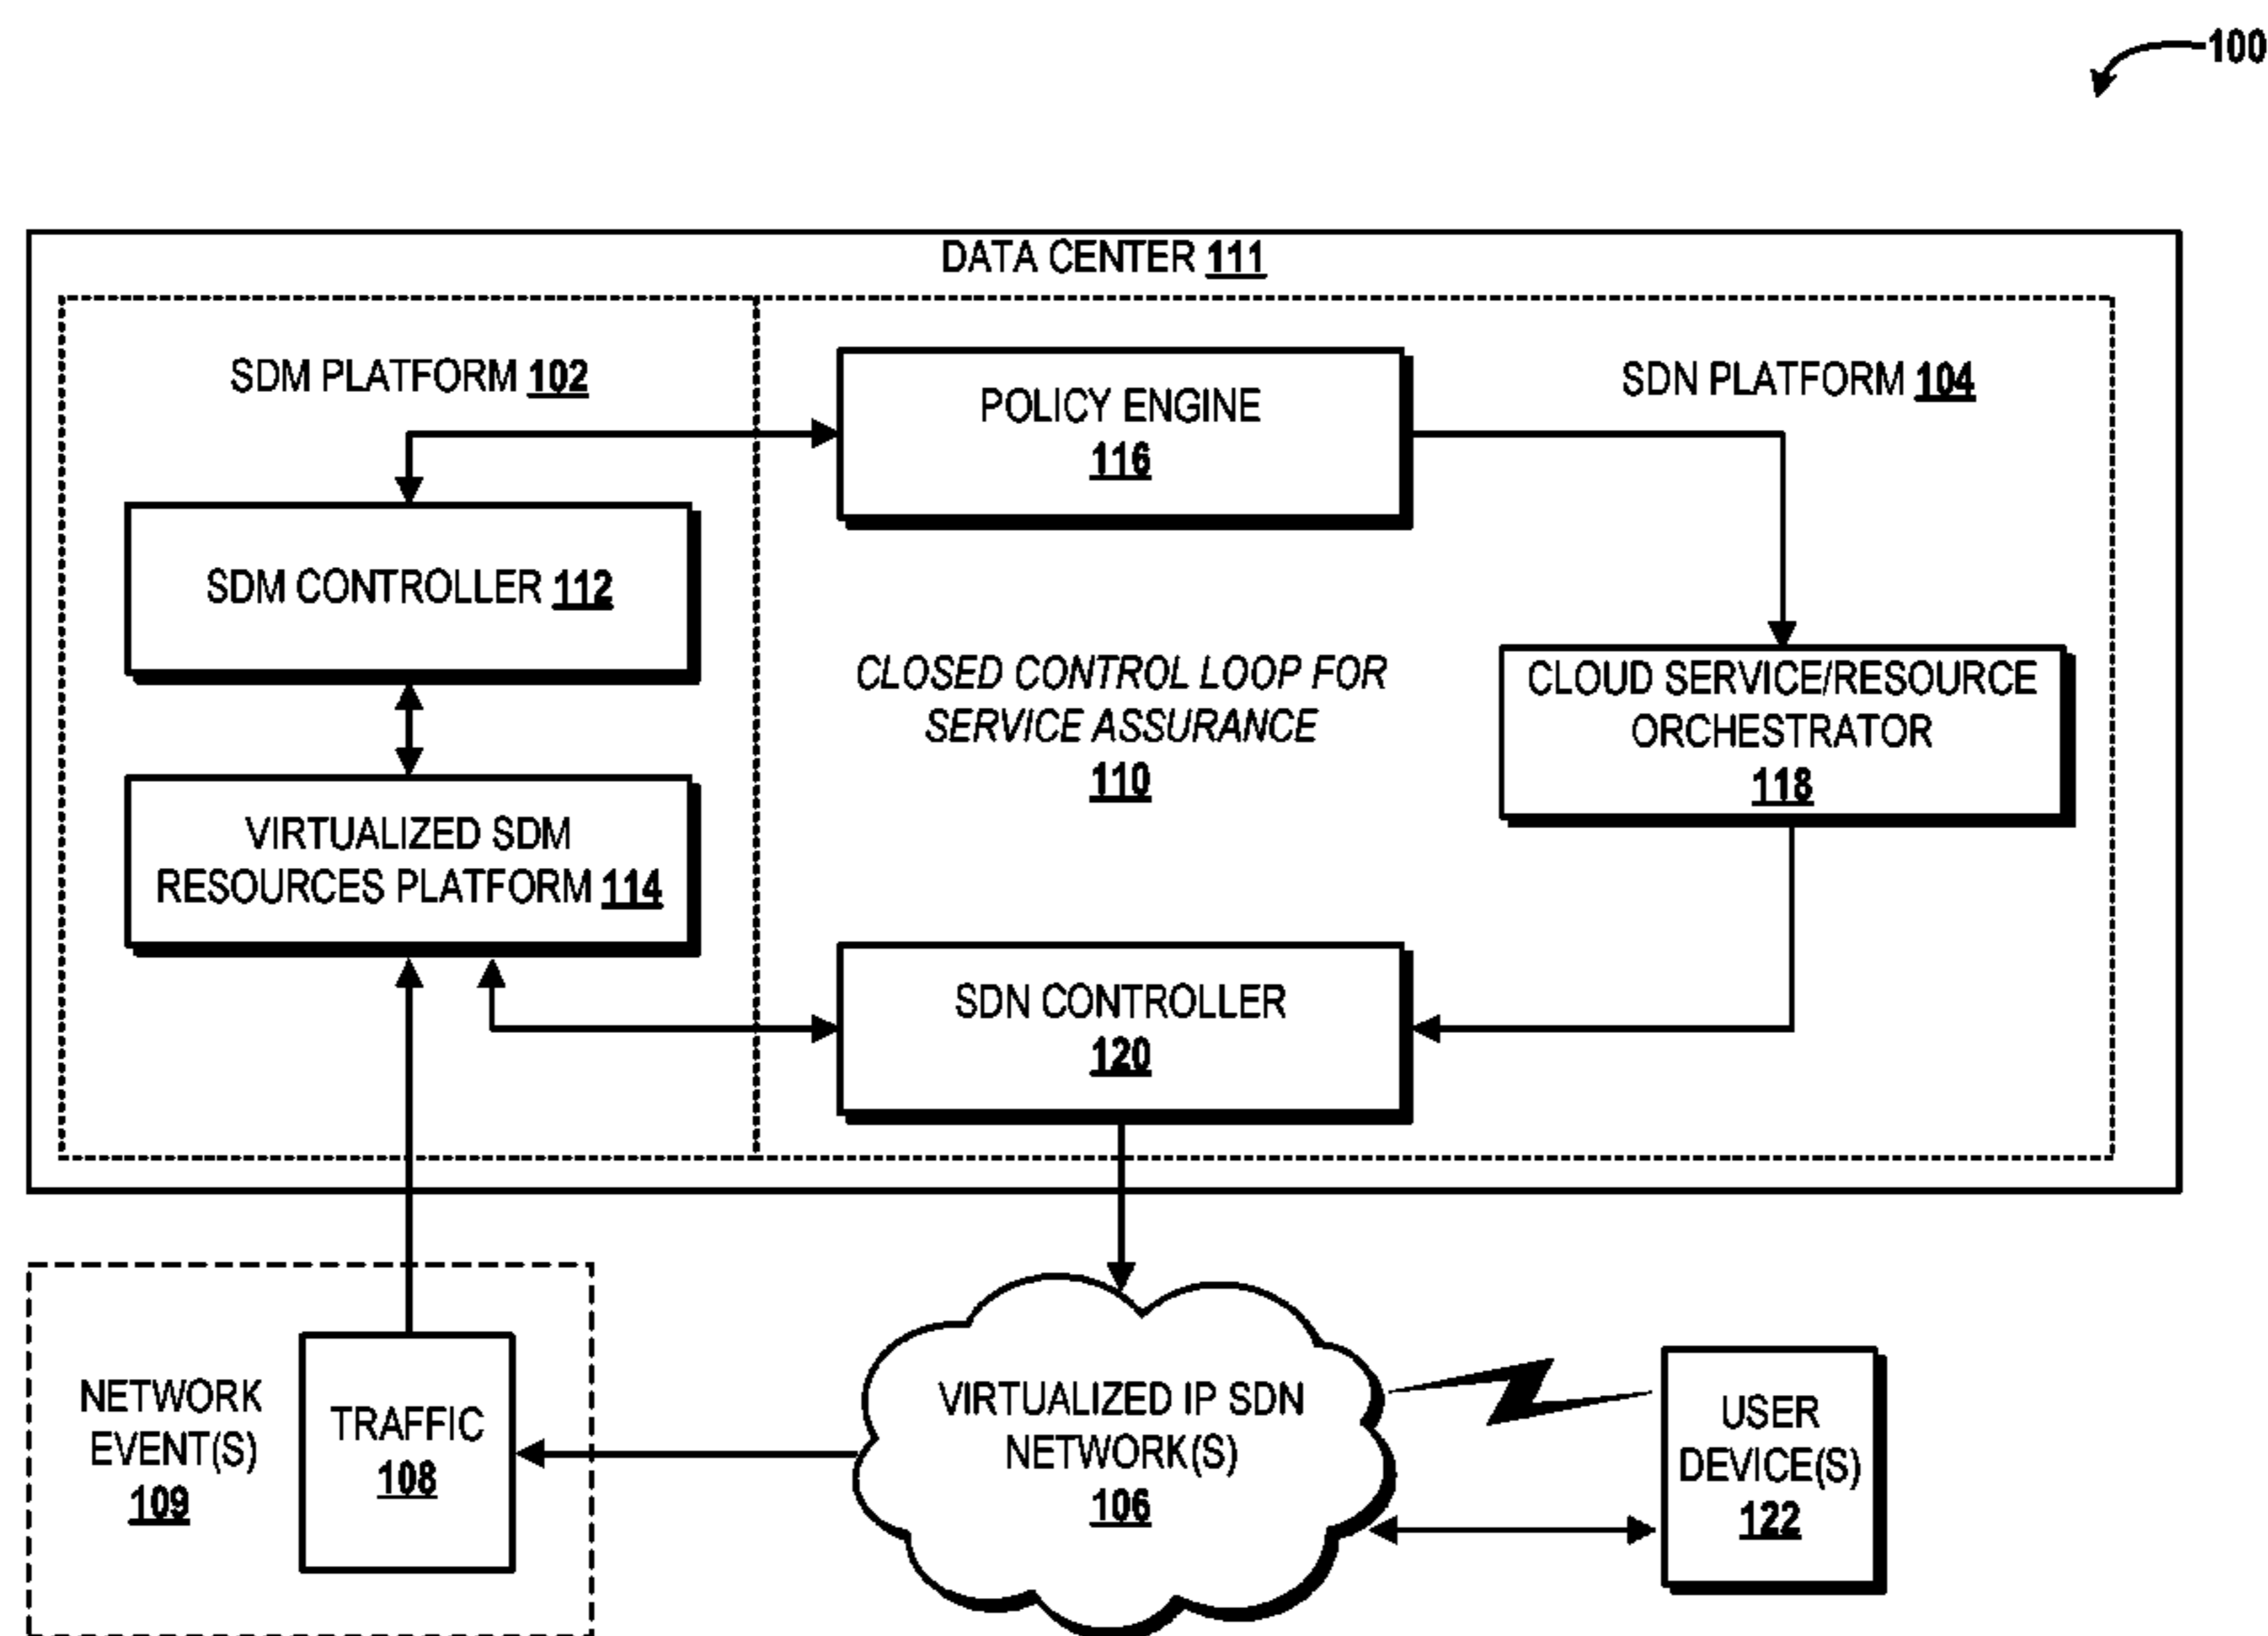 100
DATA CENTER 111
SDM PLATFORM 102
POLICY ENGINE
116
SDN PLATFORM 104
SDM CONTROLLER 112
CLOSED CONTROL LOOP FOR
SERVICE ASSURANCE
110
CLOUD SERVICE/RESOURCE
ORCHESTRATOR
118
VIRTUALIZED SDM
RESOURCES PLATFORM 114
SDN CONTROLLER
120
NETWORK
EVENT(S)
109
TRAFFIC
108
VIRTUALIZED IP SDN
NETWORK(S)
106
USER
DEVICE(S)
122